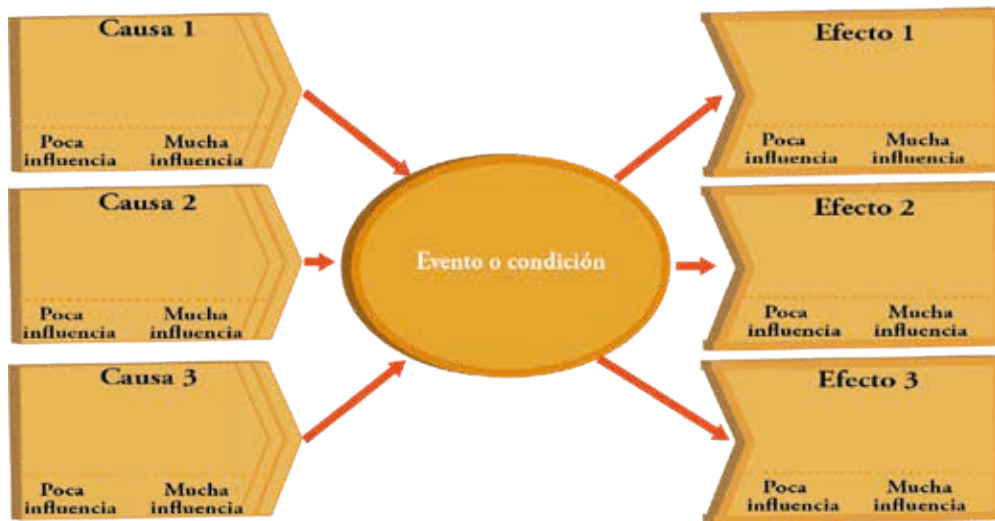 Causa 1
Poca Mucha
influencia influencia
Causa 2
Poca Mucha
influencia influencia
Causa 3
Poca Mucha
influencia influencia
Evento o condición
Efecto 1
Poca Mucha
influencia influencia
Efecto 2
Poca Mucha
influencia influencia
Efecto 3
Poca Mucha
influencia influencia